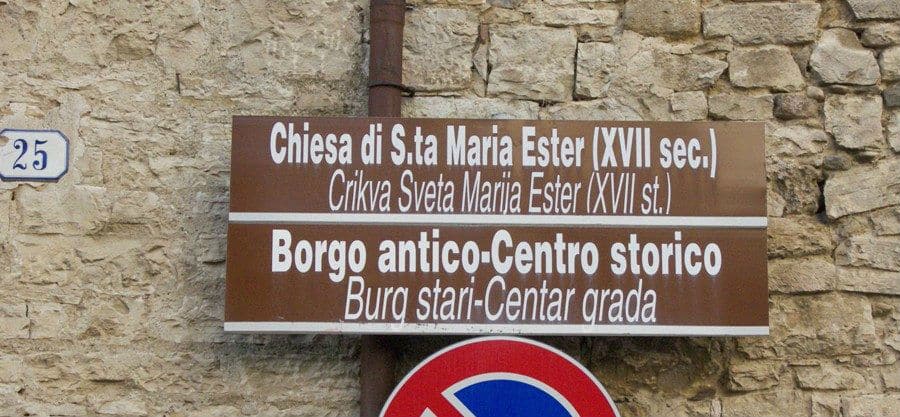 25
Chiesa di S.ta Maria Ester (XVII sec.)
Crikva Sveta Marija Ester (XVII st.)
Borgo antico-Centro storico
Burg stari-Centar grada